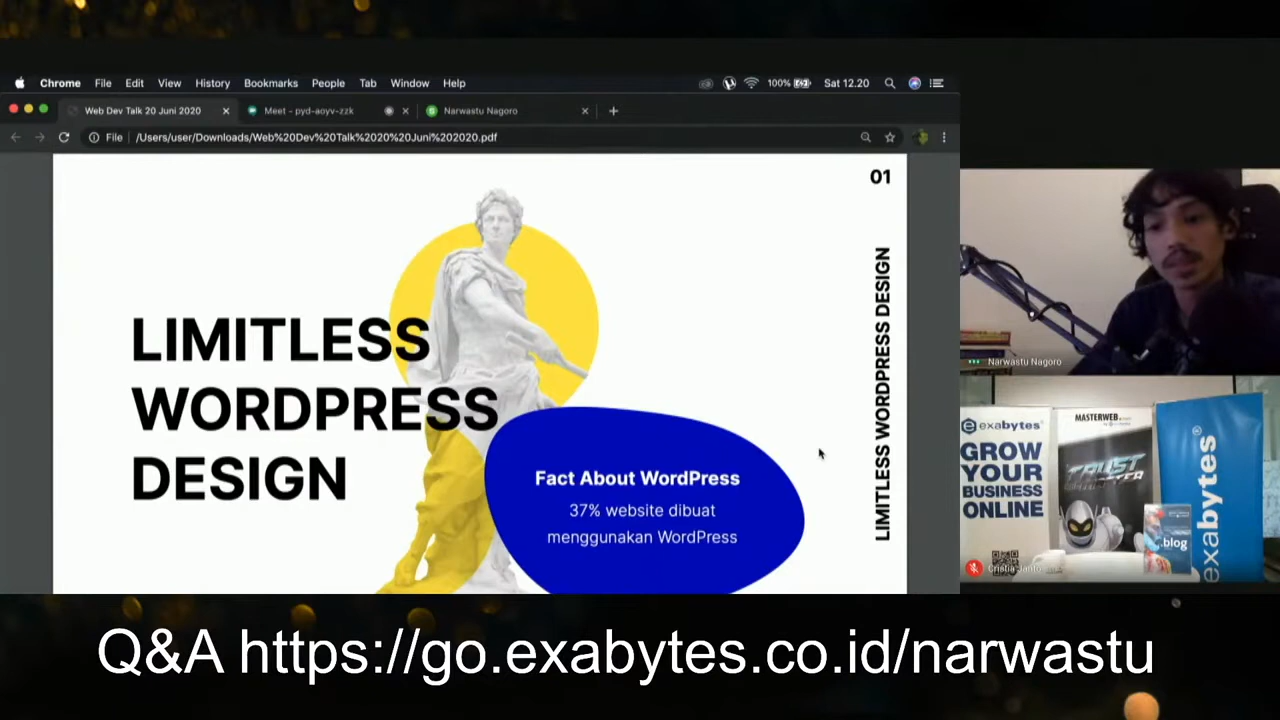 Chrome File Edit View History Bookmarks People Tab Window Help
100% Sat 12.20
Web Dev Talk 20 Juni 2020
Meet - pyd-aoyv-zzk
Narwastu Nagoro
File /Users/user/Downloads/Web%20Dev%20Talk%2020%20Juni%202020.pdf
01
LIMITLESS WORDPRESS DESIGN
LIMITLESS
WORDPRESS
DESIGN
Fact About WordPress
37% website dibuat
menggunakan WordPress
Narwastu Nagoro
exabytes
GROW
YOUR
BUSINESS
ONLINE
MASTERWEB
TRUST
.blog
exabytes®
Q&A https://go.exabytes.co.id/narwastu